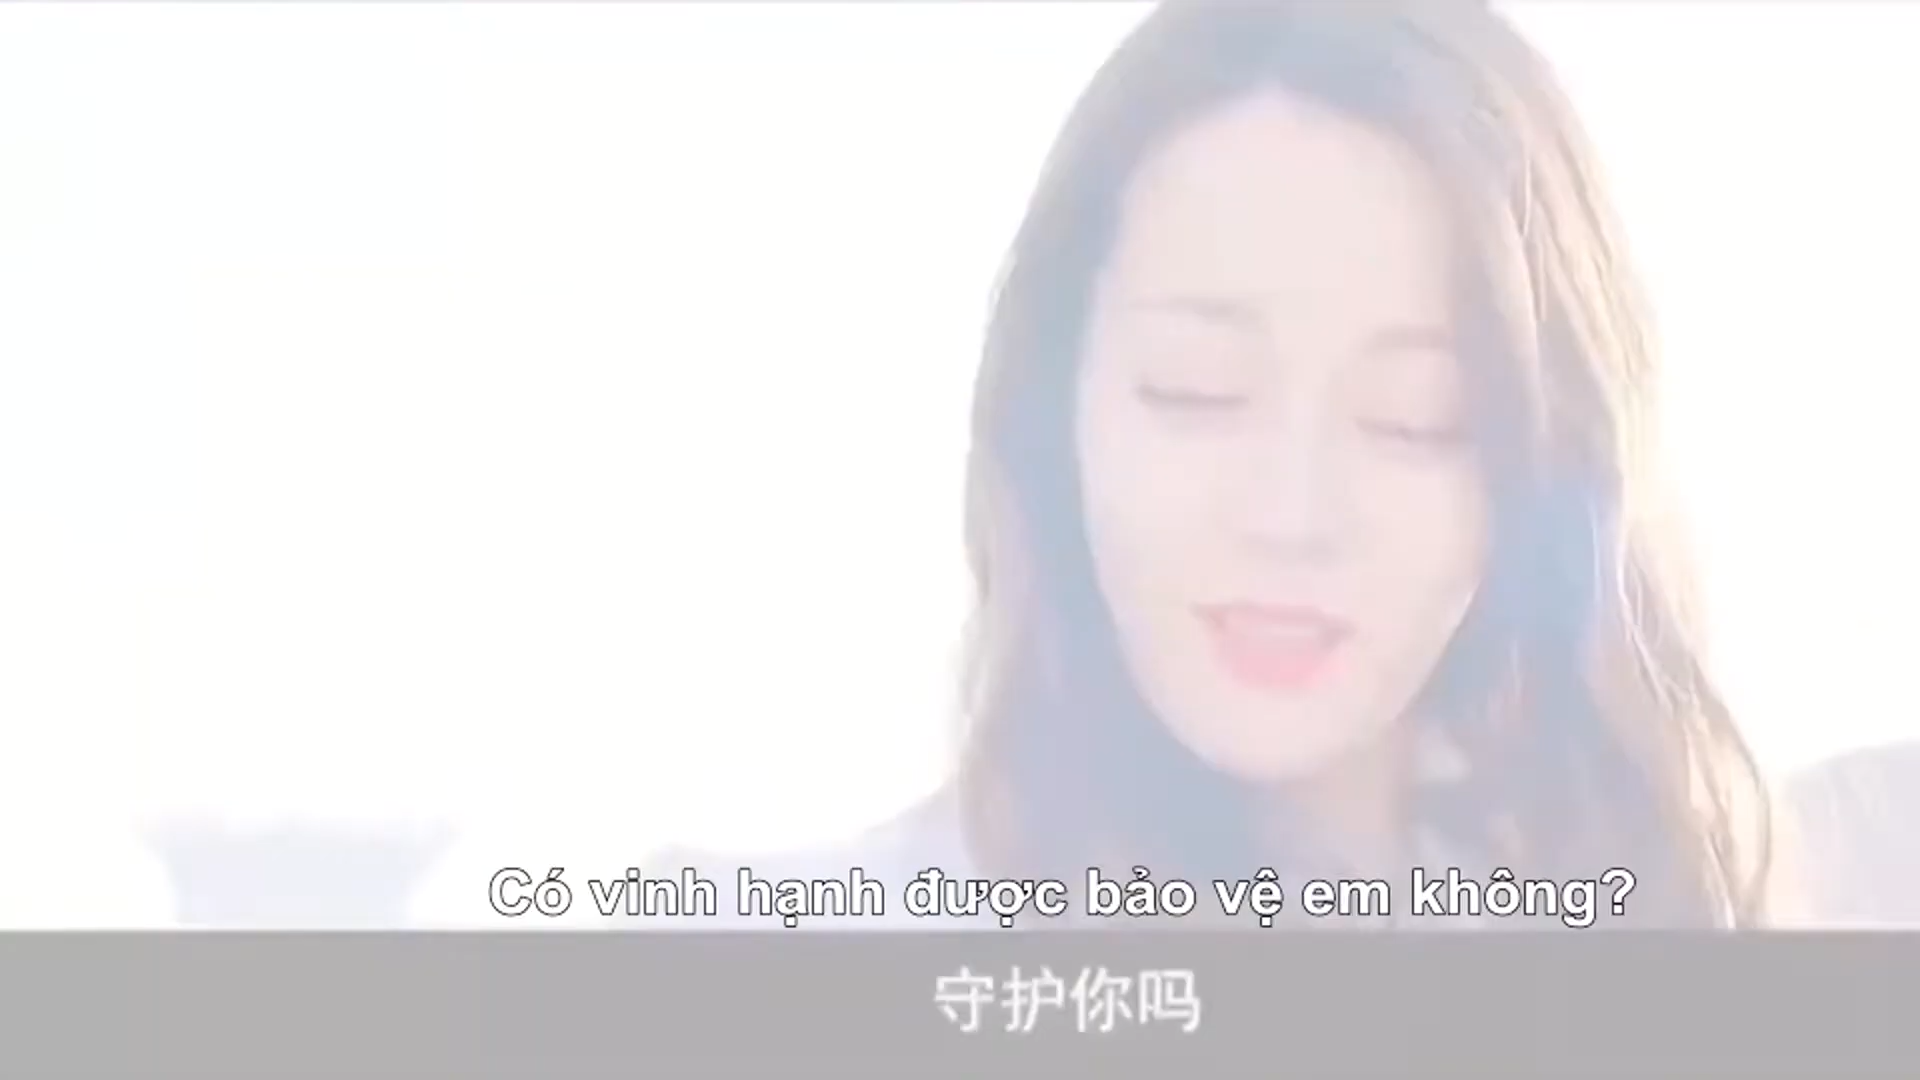 Có vinh hạnh được bảo vệ em không?
守护你吗